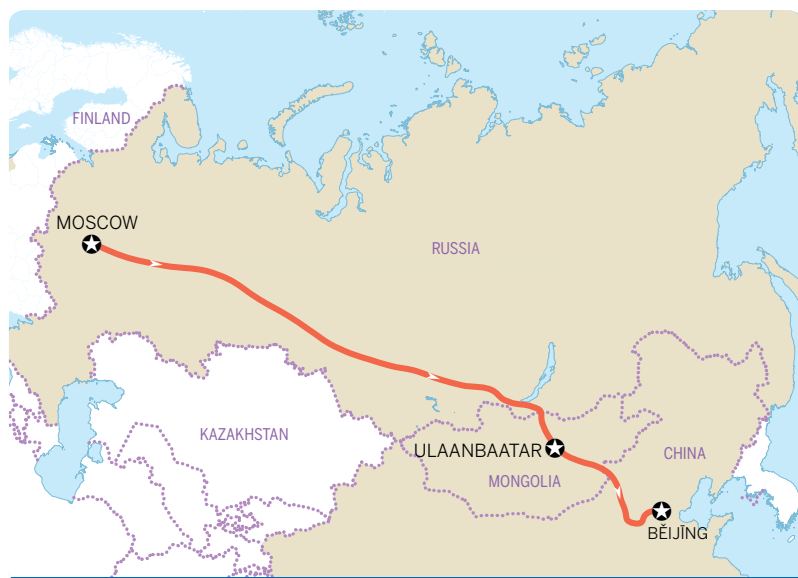 FINLAND
MOSCOW
RUSSIA
KAZAKHSTAN
ULAANBAATAR
CHINA
MONGOLIA
BĚIJĪNG